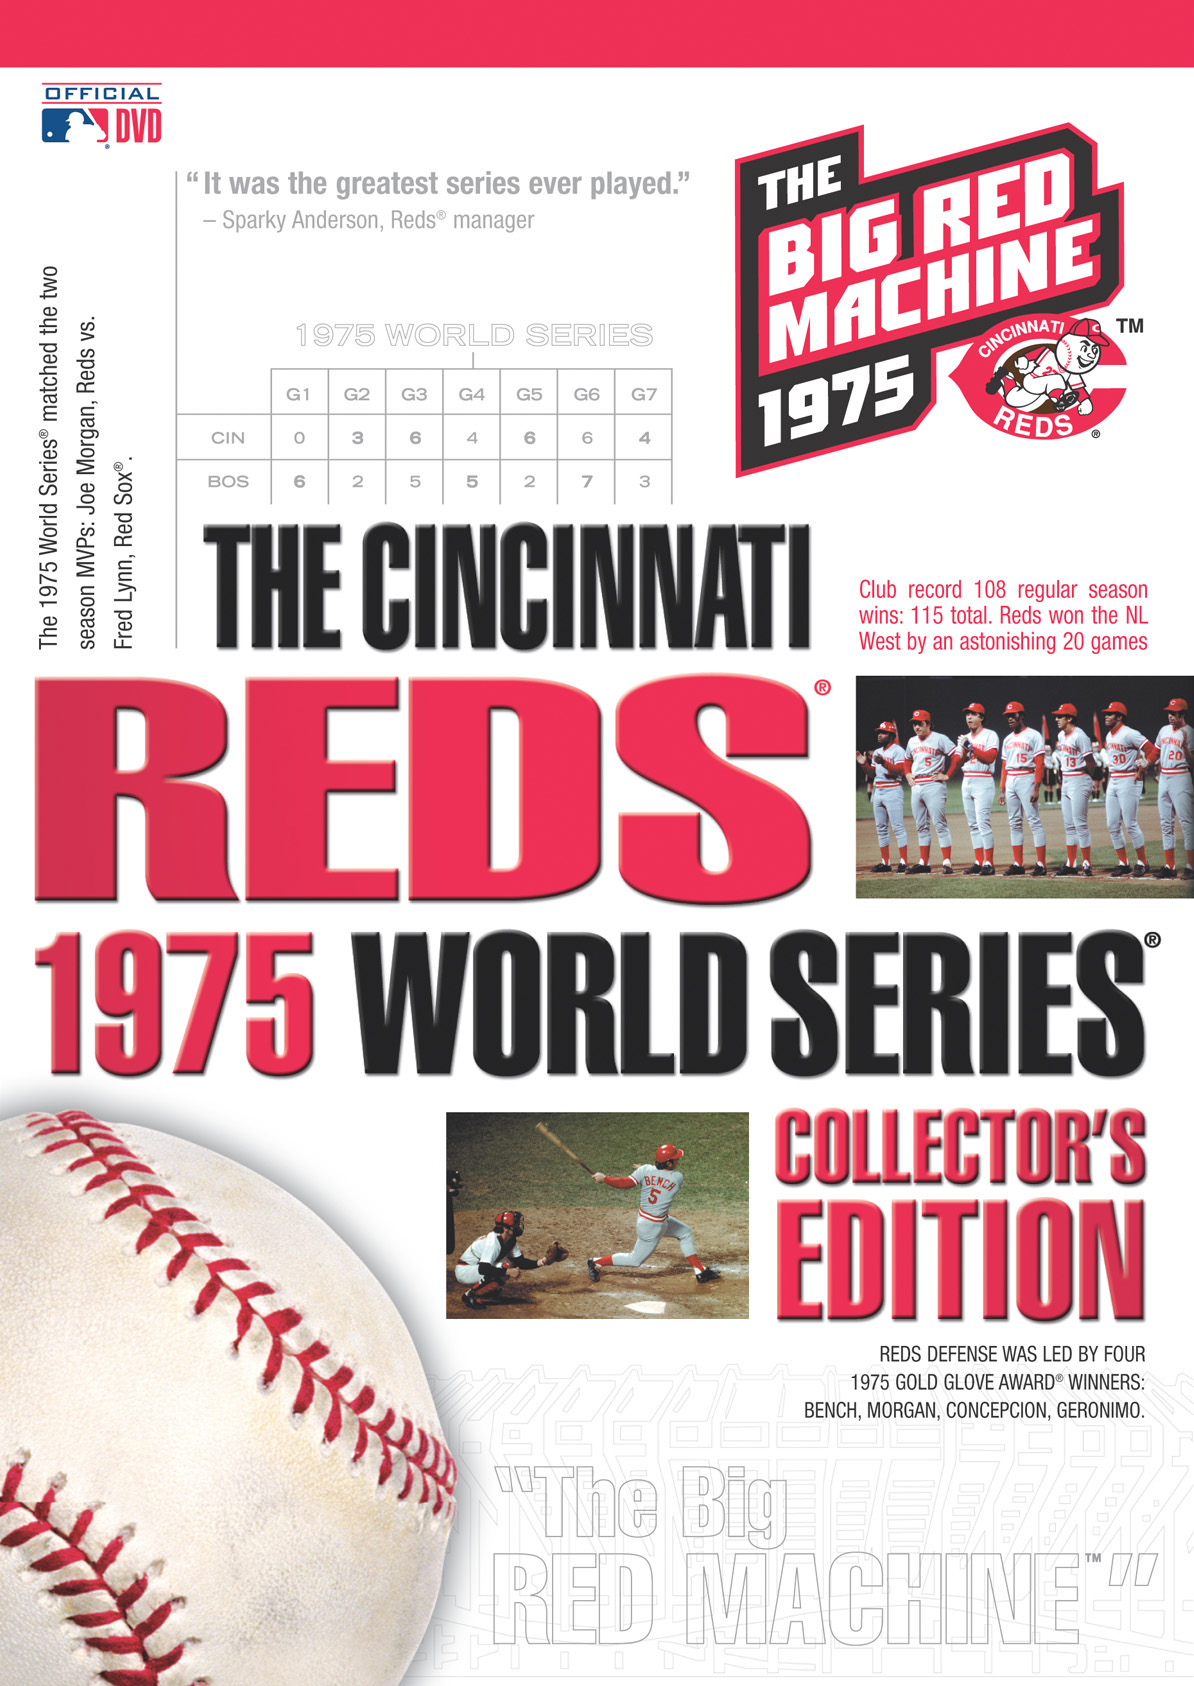 OFFICIAL
DVD
“It was the greatest series ever played.”
– Sparky Anderson, Reds® manager
The 1975 World Series® matched the two
season MVPs: Joe Morgan, Reds vs.
Fred Lynn, Red Sox®.
THE
BIG RED
MACHINE
1975
™
CINCINNATI
REDS
®
1975 WORLD SERIES
G1 G2 G3 G4 G5 G6 G7
CIN 0 3 6 4 6 6 4
BOS 6 2 5 5 2 7 3
THE CINCINNATI
REDS®
Club record 108 regular season
wins: 115 total. Reds won the NL
West by an astonishing 20 games
5
15
13
30
20
1975 WORLD SERIES®
BENCH
5
COLLECTOR'S
EDITION
REDS DEFENSE WAS LED BY FOUR
1975 GOLD GLOVE AWARD® WINNERS:
BENCH, MORGAN, CONCEPCION, GERONIMO.
“The Big
RED MACHINE™”